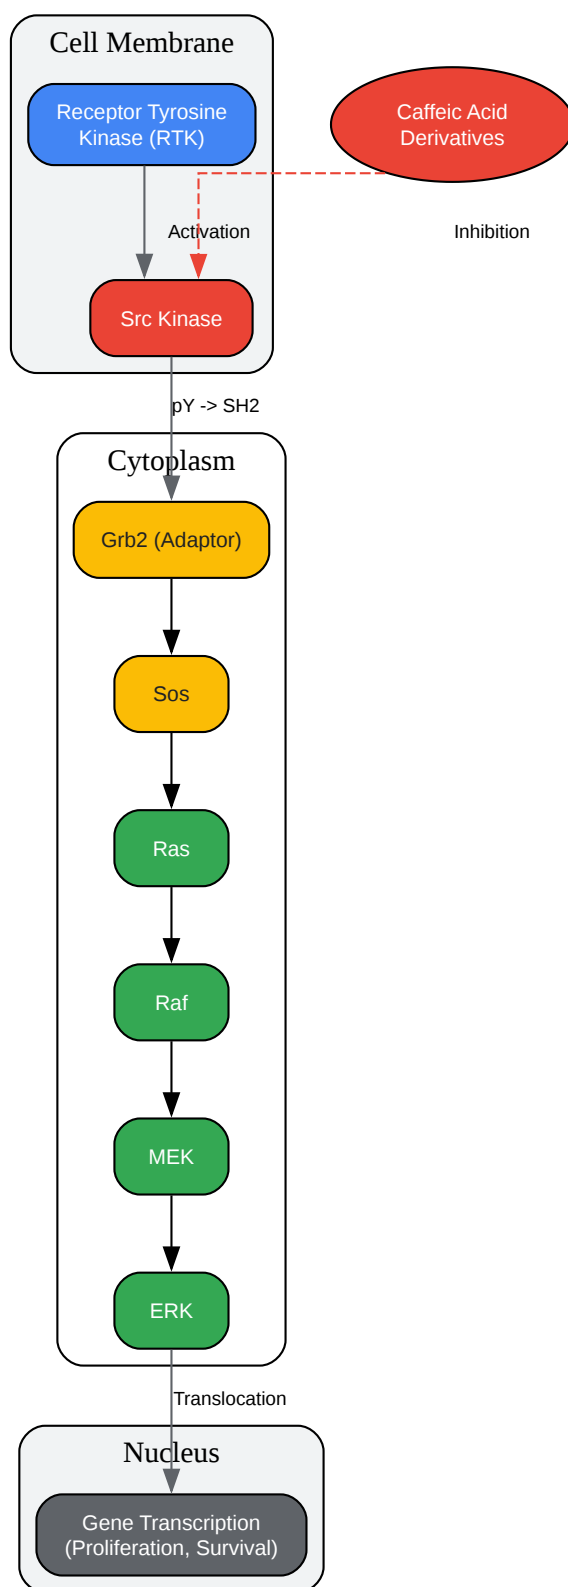 Cell Membrane
Receptor Tyrosine
Kinase (RTK)
Caffeic Acid
Derivatives
Activation
Inhibition
Src Kinase
pY -> SH2
Cytoplasm
Grb2 (Adaptor)
Sos
Ras
Raf
MEK
ERK
Translocation
Nucleus
Gene Transcription
(Proliferation, Survival)